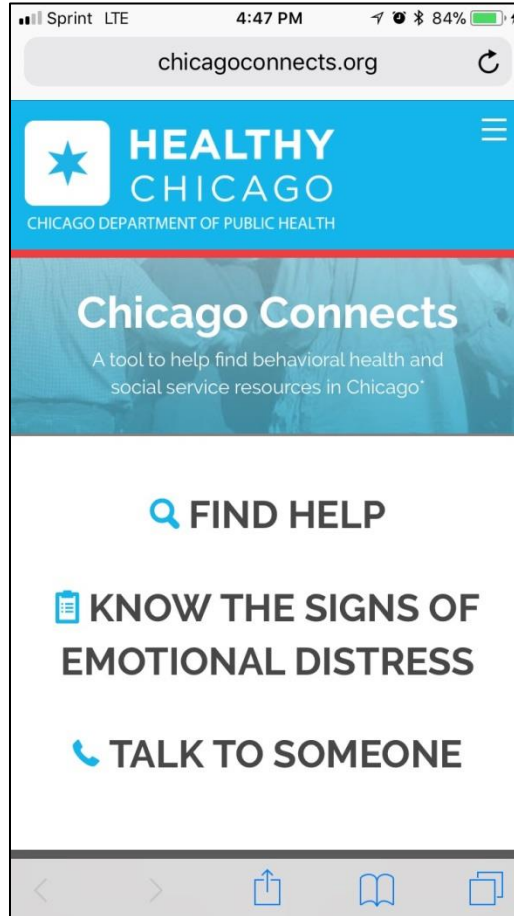 Sprint LTE 4:47 PM 84%
chicagoconnects.org
HEALTHY
CHICAGO
CHICAGO DEPARTMENT OF PUBLIC HEALTH
Chicago Connects
A tool to help find behavioral health and
social service resources in Chicago*
FIND HELP
KNOW THE SIGNS OF
EMOTIONAL DISTRESS
TALK TO SOMEONE